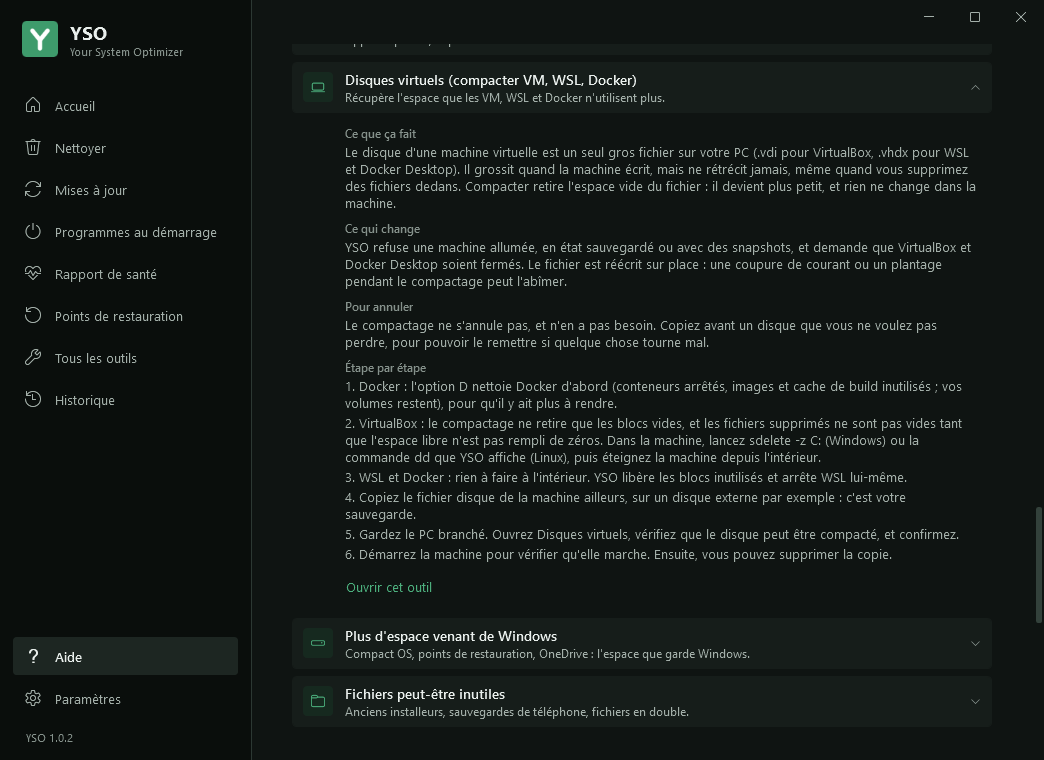 YSO
Your System Optimizer
Accueil
Nettoyer
Mises à jour
Programmes au démarrage
Rapport de santé
Points de restauration
Tous les outils
Historique
Aide
Paramètres
YSO 1.0.2
Disques virtuels (compacter VM, WSL, Docker)
Récupère l'espace que les VM, WSL et Docker n'utilisent plus.
Ce que ça fait
Le disque d'une machine virtuelle est un seul gros fichier sur votre PC (.vdi pour VirtualBox, .vhdx pour WSL
et Docker Desktop). Il grossit quand la machine écrit, mais ne rétrécit jamais, même quand vous supprimez
des fichiers dedans. Compacter retire l'espace vide du fichier : il devient plus petit, et rien ne change dans la
machine.
Ce qui change
YSO refuse une machine allumée, en état sauvegardé ou avec des snapshots, et demande que VirtualBox et
Docker Desktop soient fermés. Le fichier est réécrit sur place : une coupure de courant ou un plantage
pendant le compactage peut l'abîmer.
Pour annuler
Le compactage ne s'annule pas, et n'en a pas besoin. Copiez avant un disque que vous ne voulez pas
perdre, pour pouvoir le remettre si quelque chose tourne mal.
Étape par étape
1. Docker : l'option D nettoie Docker d'abord (conteneurs arrêtés, images et cache de build inutilisés ; vos
volumes restent), pour qu'il y ait plus à rendre.
2. VirtualBox : le compactage ne retire que les blocs vides, et les fichiers supprimés ne sont pas vides tant
que l'espace libre n'est pas rempli de zéros. Dans la machine, lancez sdelete -z C: (Windows) ou la
commande dd que YSO affiche (Linux), puis éteignez la machine depuis l'intérieur.
3. WSL et Docker : rien à faire à l'intérieur. YSO libère les blocs inutilisés et arrête WSL lui-même.
4. Copiez le fichier disque de la machine ailleurs, sur un disque externe par exemple : c'est votre
sauvegarde.
5. Gardez le PC branché. Ouvrez Disques virtuels, vérifiez que le disque peut être compacté, et confirmez.
6. Démarrez la machine pour vérifier qu'elle marche. Ensuite, vous pouvez supprimer la copie.
Ouvrir cet outil
Plus d'espace venant de Windows
Compact OS, points de restauration, OneDrive : l'espace que garde Windows.
Fichiers peut-être inutiles
Anciens installeurs, sauvegardes de téléphone, fichiers en double.